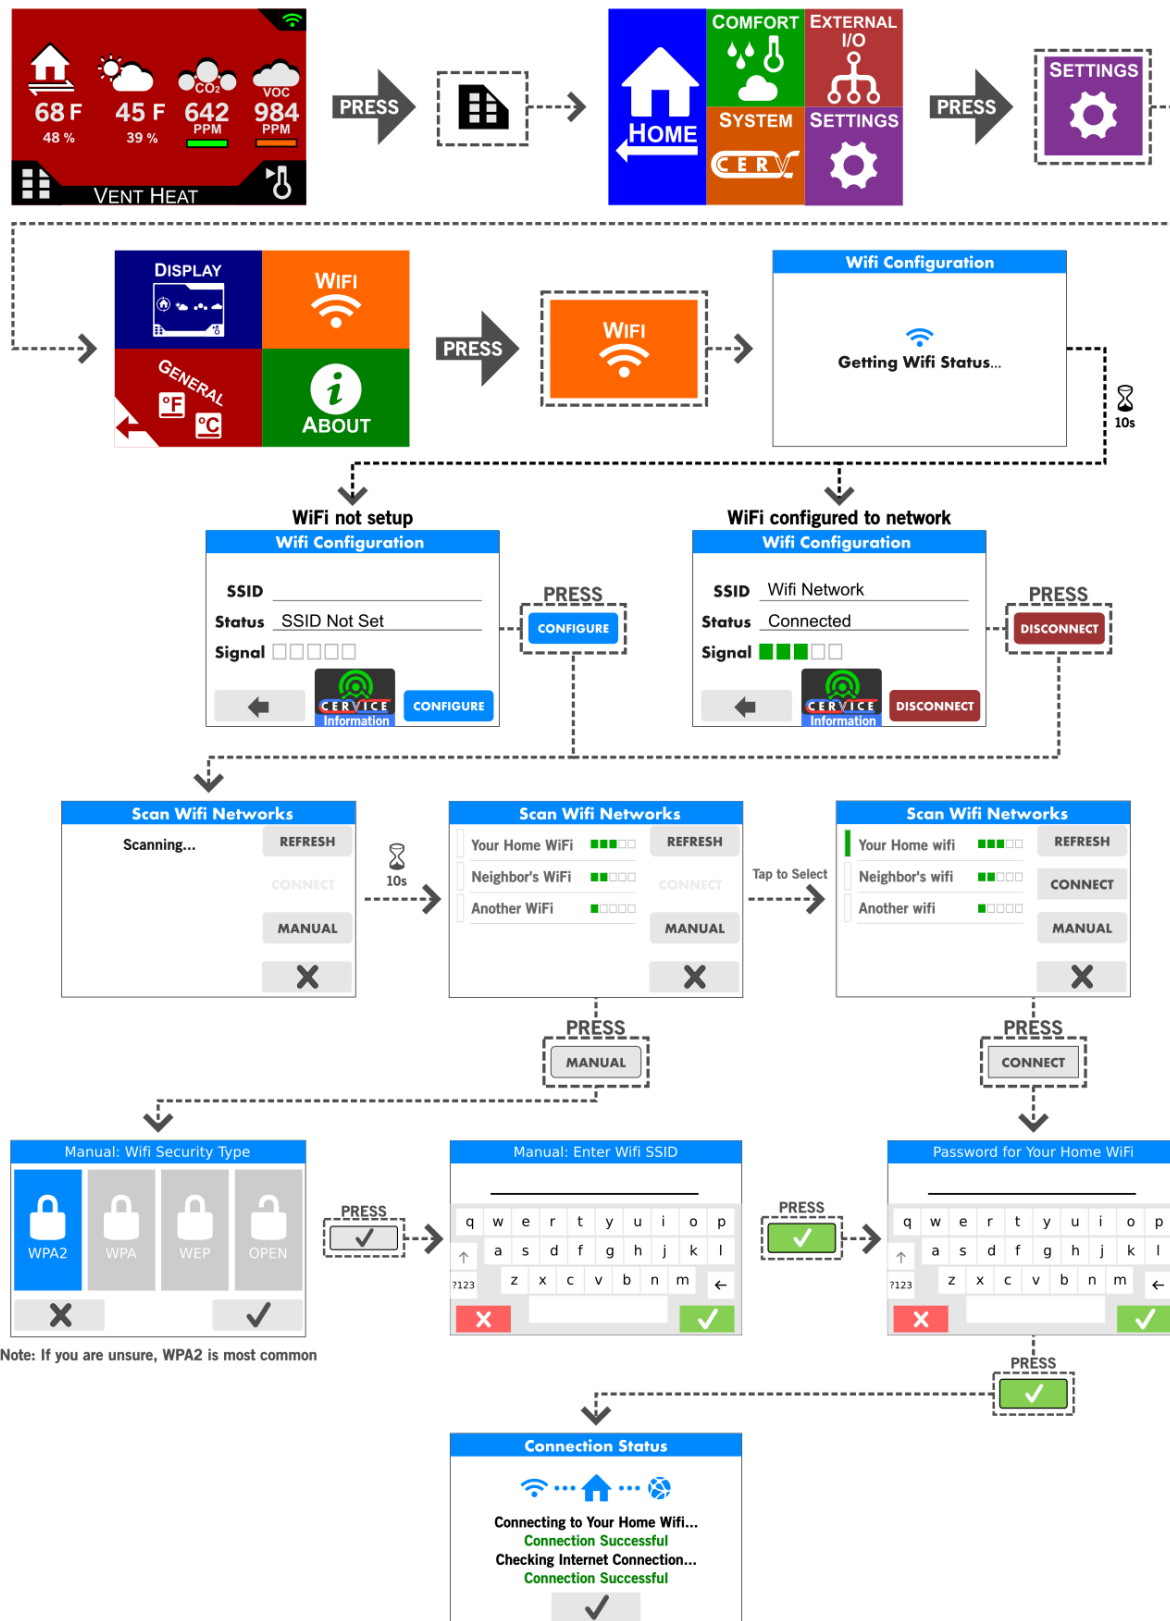 68 F
48 %
45 F
39 %
CO2
642
PPM
VOC
984
PPM
VENT HEAT
PRESS
HOME
COMFORT
EXTERNAL
I/O
SYSTEM
CERV
SETTINGS
PRESS
SETTINGS
DISPLAY
WIFI
GENERAL
°F
°C
i
ABOUT
PRESS
WIFI
Wifi Configuration
Getting Wifi Status...
10s
WiFi not setup
Wifi Configuration
SSID
Status SSID Not Set
Signal
CERVICE
Information
CONFIGURE
PRESS
CONFIGURE
WiFi configured to network
Wifi Configuration
SSID Wifi Network
Status Connected
Signal
CERVICE
Information
DISCONNECT
PRESS
DISCONNECT
Scan Wifi Networks
Scanning...
REFRESH
CONNECT
MANUAL
10s
Scan Wifi Networks
Your Home WiFi
Neighbor's WiFi
Another WiFi
REFRESH
CONNECT
MANUAL
Tap to Select
Scan Wifi Networks
Your Home wifi
Neighbor's wifi
Another wifi
REFRESH
CONNECT
MANUAL
PRESS
MANUAL
PRESS
CONNECT
Manual: Wifi Security Type
WPA2
WPA
WEP
OPEN
Note: If you are unsure, WPA2 is most common
PRESS
Manual: Enter Wifi SSID
q w e r t y u i o p
a s d f g h j k l
?123 z x c v b n m
PRESS
Password for Your Home WiFi
q w e r t y u i o p
a s d f g h j k l
?123 z x c v b n m
PRESS
Connection Status
Connecting to Your Home Wifi...
Connection Successful
Checking Internet Connection...
Connection Successful